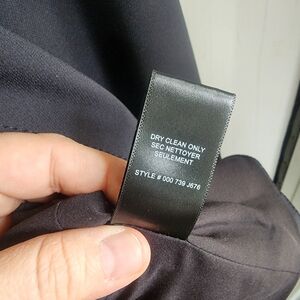 DRY CLEAN ONLY
SEC NETTOYER
SEULEMENT
STYLE # 000 739 J676